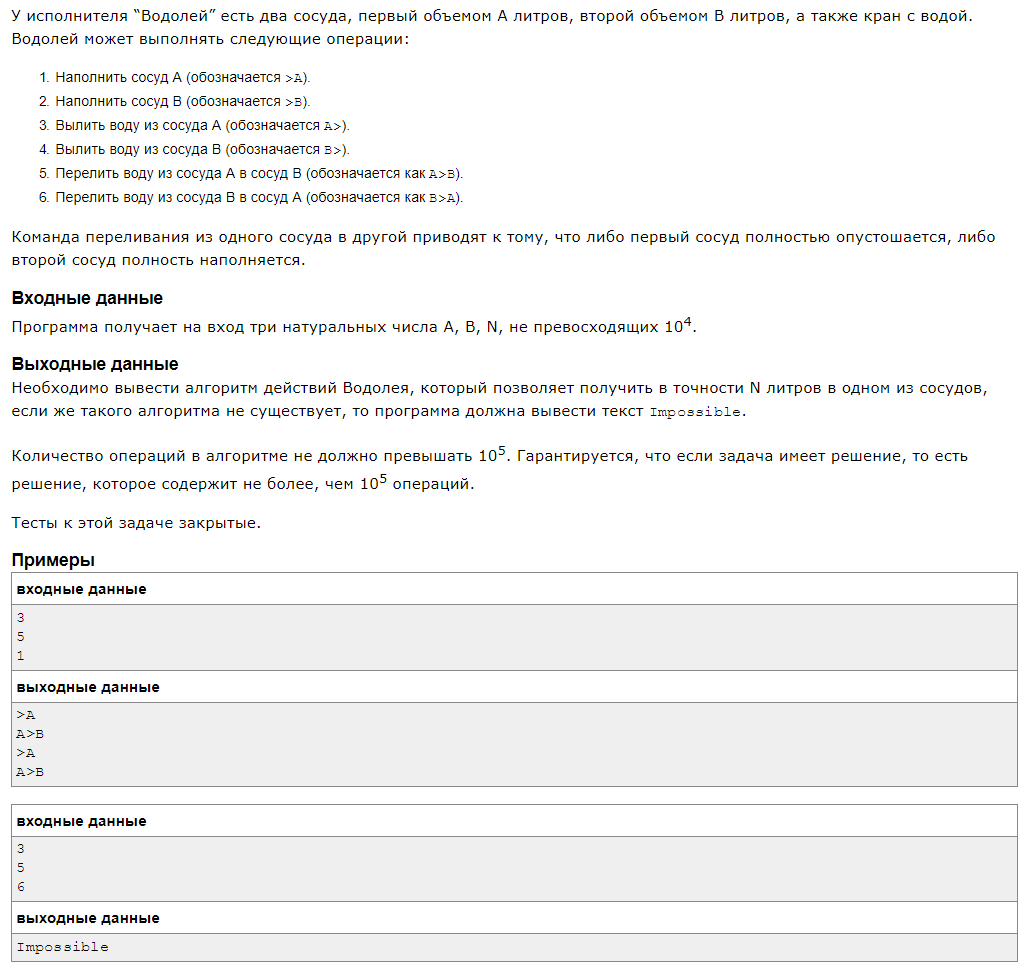 У исполнителя “Водолей” есть два сосуда, первый объемом A литров, второй объемом B литров, а также кран с водой.
Водолей может выполнять следующие операции:
1. Наполнить сосуд A (обозначается >A).
2. Наполнить сосуд B (обозначается >B).
3. Вылить воду из сосуда A (обозначается A>).
4. Вылить воду из сосуда B (обозначается B>).
5. Перелить воду из сосуда A в сосуд B (обозначается как A>B).
6. Перелить воду из сосуда B в сосуд A (обозначается как B>A).
Команда переливания из одного сосуда в другой приводят к тому, что либо первый сосуд полностью опустошается, либо
второй сосуд полность наполняется.
Входные данные
Программа получает на вход три натуральных числа A, B, N, не превосходящих 10⁴.
Выходные данные
Необходимо вывести алгоритм действий Водолея, который позволяет получить в точности N литров в одном из сосудов,
если же такого алгоритма не существует, то программа должна вывести текст Impossible.
Количество операций в алгоритме не должно превышать 10⁵. Гарантируется, что если задача имеет решение, то есть
решение, которое содержит не более, чем 10⁵ операций.
Тесты к этой задаче закрытые.
Примеры
входные данные
3
5
1
выходные данные
>A
A>B
>A
A>B
входные данные
3
5
6
выходные данные
Impossible